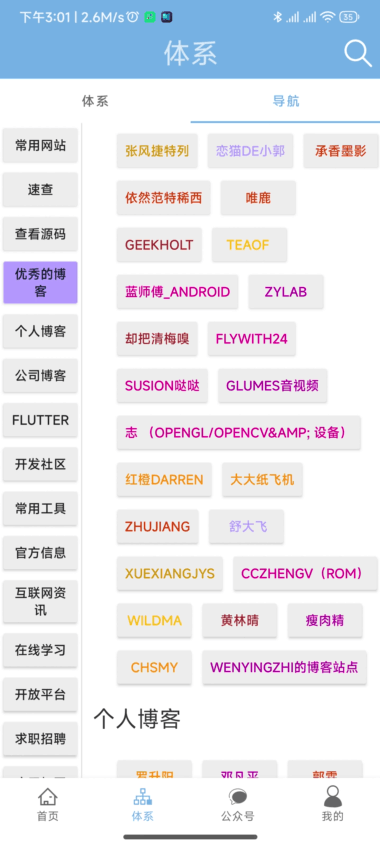 下午3:01 | 2.6M/s
35
体系
体系
导航
常用网站
速查
查看源码
优秀的博
客
个人博客
公司博客
FLUTTER
开发社区
常用工具
官方信息
互联网资
讯
在线学习
开放平台
求职招聘
张风捷特列 恋猫DE小郭 承香墨影
依然范特稀西 唯鹿
GEEKHOLT TEAOF
蓝师傅_ANDROID ZYLAB
却把清梅嗅 FLYWITH24
SUSION哒哒 GLUMES音视频
志 （OPENGL/OPENCV&AMP; 设备）
红橙DARREN 大大纸飞机
ZHUJIANG 舒大飞
XUEXIANGJYS CCZHENGV（ROM）
WILDMA 黄林晴 瘦肉精
CHSMY WENYINGZHI的博客站点
个人博客
罗升阳 邓凡平 郭霖
首页
体系
公众号
我的